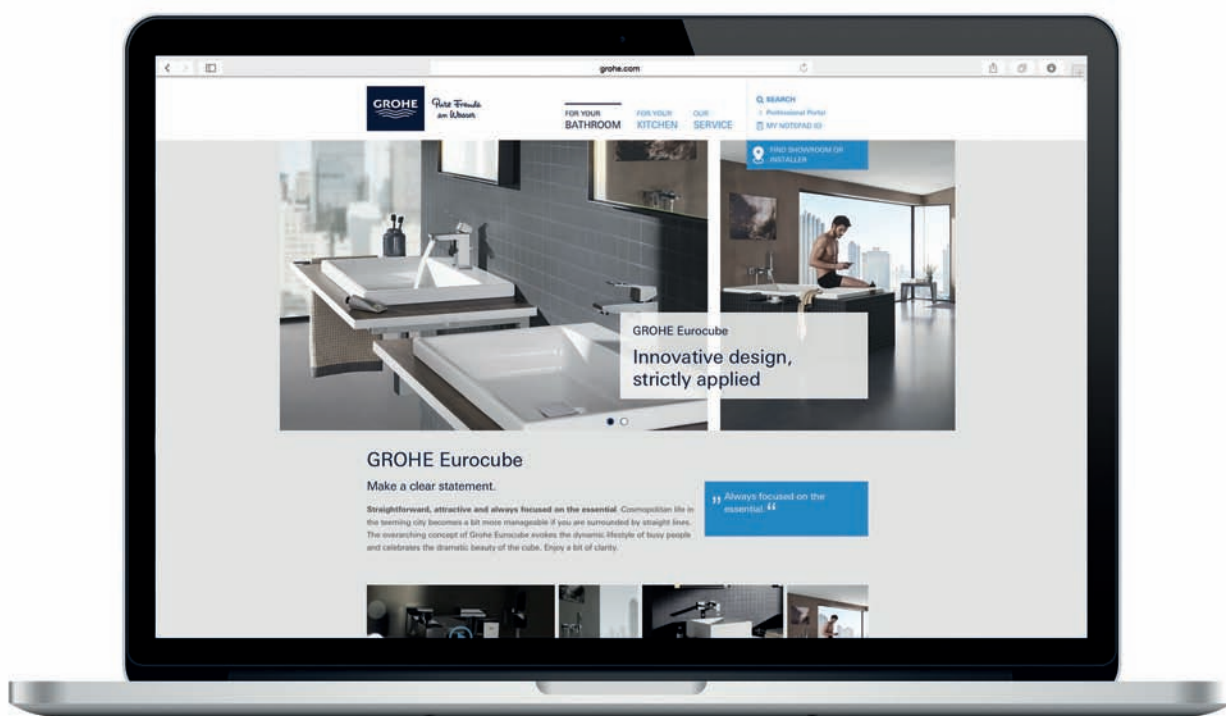 grohe.com
GROHE
Pure Freude
an Wasser
FOR YOUR
BATHROOM
FOR YOUR
KITCHEN
OUR
SERVICE
SEARCH
Professional Portal
MY NOTEPAD (0)
FIND SHOWROOM OR
INSTALLER
GROHE Eurocube
Innovative design,
strictly applied
GROHE Eurocube
Make a clear statement.
Straightforward, attractive and always focused on the essential. Cosmopolitan life in
the teeming city becomes a bit more manageable if you are surrounded by straight lines.
The overarching concept of Grohe Eurocube evokes the dynamic lifestyle of busy people
and celebrates the dramatic beauty of the cube. Enjoy a bit of clarity.
„ Always focused on the
essential. “